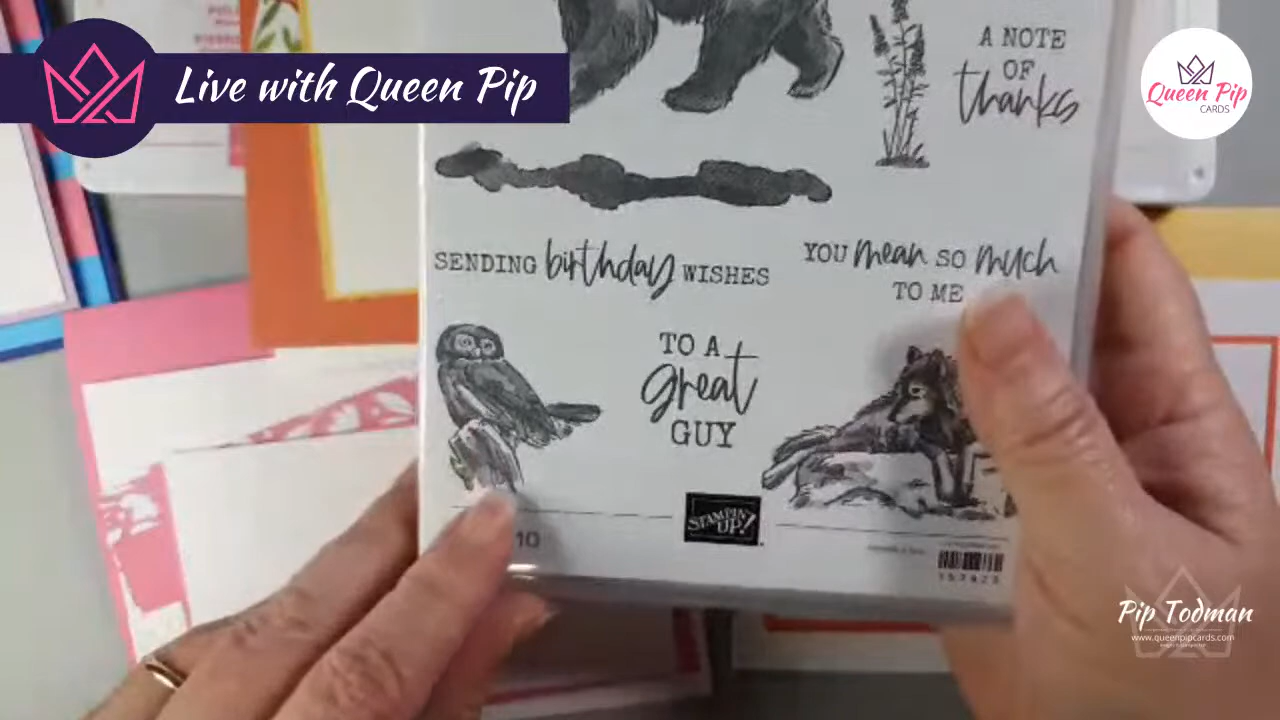 Live with Queen Pip
Queen Pip
CARDS
A NOTE
OF
thanks
SENDING birthday WISHES
YOU mean SO much
TO ME
TO A
great
GUY
STAMPIN' UP!
10
Pip Todman
www.queenpipcards.com